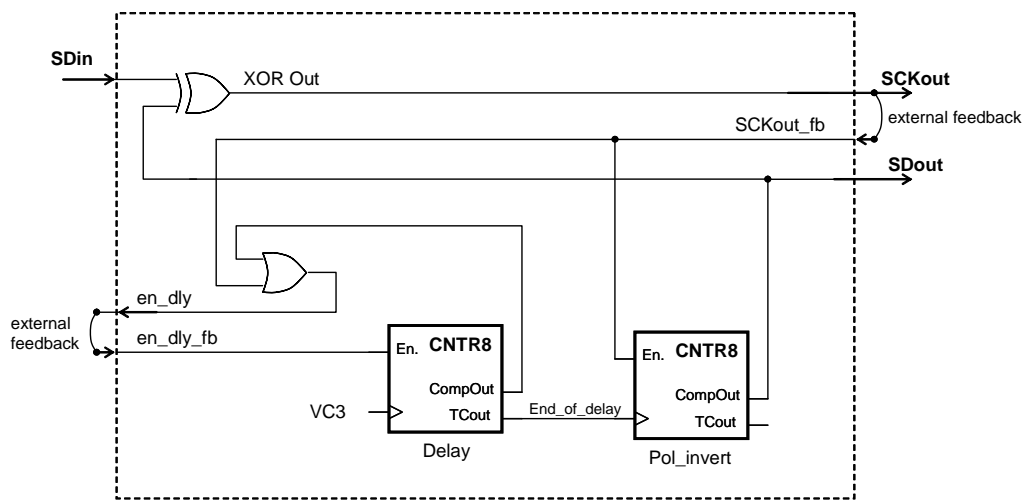 SDin
XOR Out
SCKout
external feedback
SCKout_fb
SDout
en_dly
external
feedback
en_dly_fb
En. CNTR8
CompOut
TCout
VC3
Delay
End_of_delay
En. CNTR8
CompOut
TCout
Pol_invert